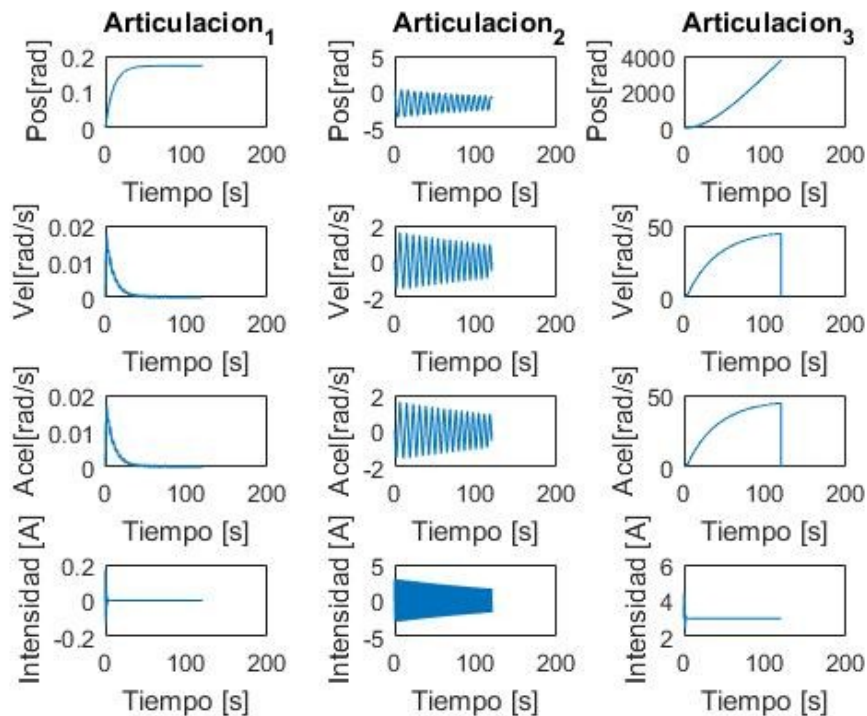 Articulacion1 Articulacion2 Articulacion3
Pos[rad] 0.2 0.1 0 0 100 200 Tiempo [s]
Pos[rad] 5 0 -5 0 100 200 Tiempo [s]
Pos[rad] 4000 2000 0 0 100 200 Tiempo [s]
Vel[rad/s] 0.02 0.01 0 0 100 200 Tiempo [s]
Vel[rad/s] 2 0 -2 0 100 200 Tiempo [s]
Vel[rad/s] 50 0 0 100 200 Tiempo [s]
Acel[rad/s] 0.02 0.01 0 0 100 200 Tiempo [s]
Acel[rad/s] 2 0 -2 0 100 200 Tiempo [s]
Acel[rad/s] 50 0 0 100 200 Tiempo [s]
Intensidad [A] 0.2 0 -0.2 0 100 200 Tiempo [s]
Intensidad [A] 5 0 -5 0 100 200 Tiempo [s]
Intensidad [A] 6 4 2 0 100 200 Tiempo [s]